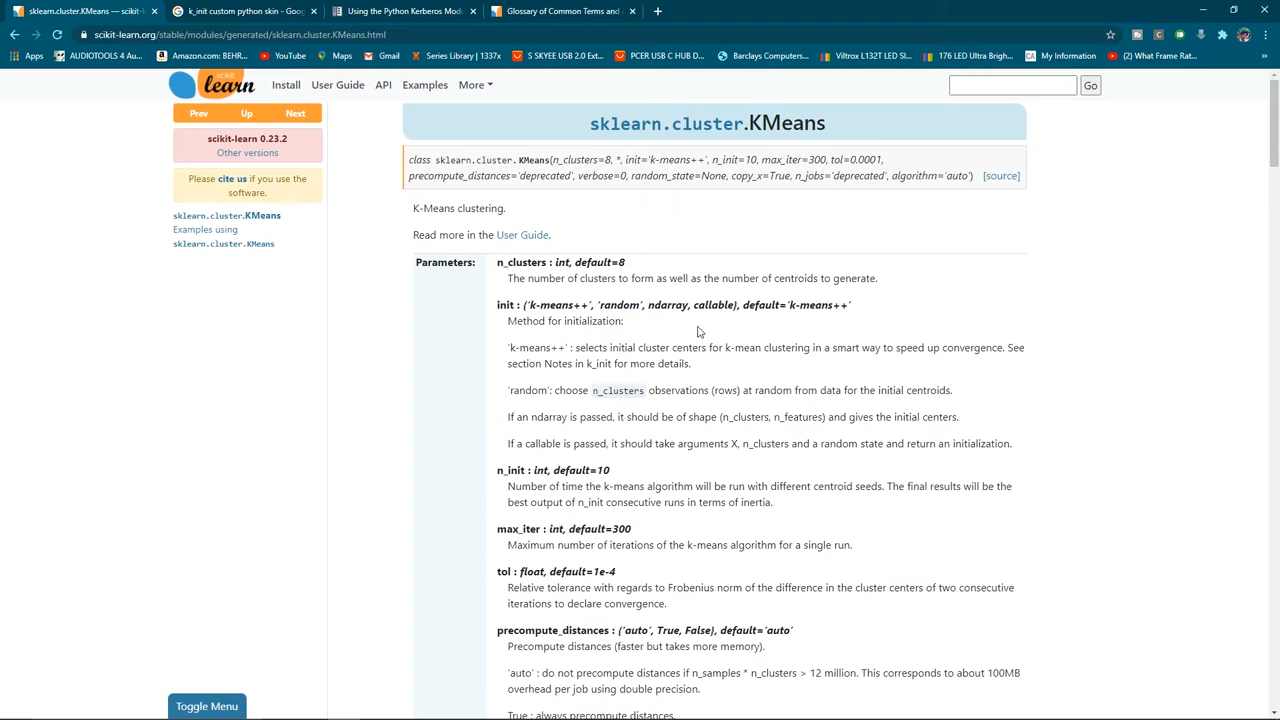 sklearn.cluster.KMeans — scikit-l
k_init custom python skin - Goo
Using the Python Kerberos Mod
Glossary of Common Terms and
scikit-learn.org/stable/modules/generated/sklearn.cluster.KMeans.html
Apps
AUDIOTOOLS 4 Au...
Amazon.com: BEHR...
YouTube
Maps
Gmail
Series Library | 1337x
S SKYEE USB 2.0 Ext...
PCER USB C HUB D...
Barclays Computers...
Viltrox L132T LED SI...
176 LED Ultra Brigh...
CA My Information
(2) What Frame Rat...
»
scikit
learn
Install User Guide API Examples More
Go
Prev Up Next
scikit-learn 0.23.2
Other versions
Please cite us if you use the
software.
sklearn.cluster.KMeans
Examples using
sklearn.cluster.KMeans
Toggle Menu
sklearn.cluster.KMeans
class sklearn.cluster.KMeans(n_clusters=8, *, init='k-means++', n_init=10, max_iter=300, tol=0.0001,
precompute_distances='deprecated', verbose=0, random_state=None, copy_x=True, n_jobs='deprecated', algorithm='auto') [source]
K-Means clustering.
Read more in the User Guide.
Parameters:
n_clusters : int, default=8
The number of clusters to form as well as the number of centroids to generate.
init : {'k-means++', 'random', ndarray, callable}, default='k-means++'
Method for initialization:
'k-means++' : selects initial cluster centers for k-mean clustering in a smart way to speed up convergence. See
section Notes in k_init for more details.
'random': choose n_clusters observations (rows) at random from data for the initial centroids.
If an ndarray is passed, it should be of shape (n_clusters, n_features) and gives the initial centers.
If a callable is passed, it should take arguments X, n_clusters and a random state and return an initialization.
n_init : int, default=10
Number of time the k-means algorithm will be run with different centroid seeds. The final results will be the
best output of n_init consecutive runs in terms of inertia.
max_iter : int, default=300
Maximum number of iterations of the k-means algorithm for a single run.
tol : float, default=1e-4
Relative tolerance with regards to Frobenius norm of the difference in the cluster centers of two consecutive
iterations to declare convergence.
precompute_distances : {'auto', True, False}, default='auto'
Precompute distances (faster but takes more memory).
'auto' : do not precompute distances if n_samples * n_clusters > 12 million. This corresponds to about 100MB
overhead per job using double precision.
True : always precompute distances.